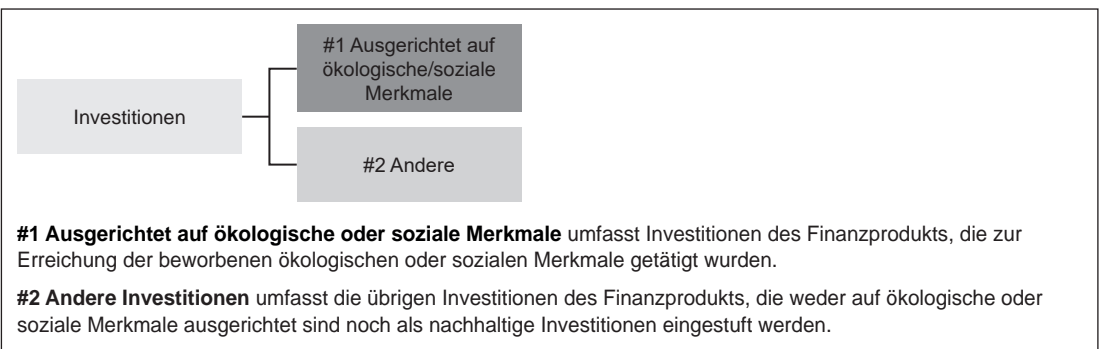 #1 Ausgerichtet auf
ökologische/soziale
Merkmale
Investitionen
#2 Andere
#1 Ausgerichtet auf ökologische oder soziale Merkmale umfasst Investitionen des Finanzprodukts, die zur
Erreichung der beworbenen ökologischen oder sozialen Merkmale getätigt wurden.
#2 Andere Investitionen umfasst die übrigen Investitionen des Finanzprodukts, die weder auf ökologische oder
soziale Merkmale ausgerichtet sind noch als nachhaltige Investitionen eingestuft werden.